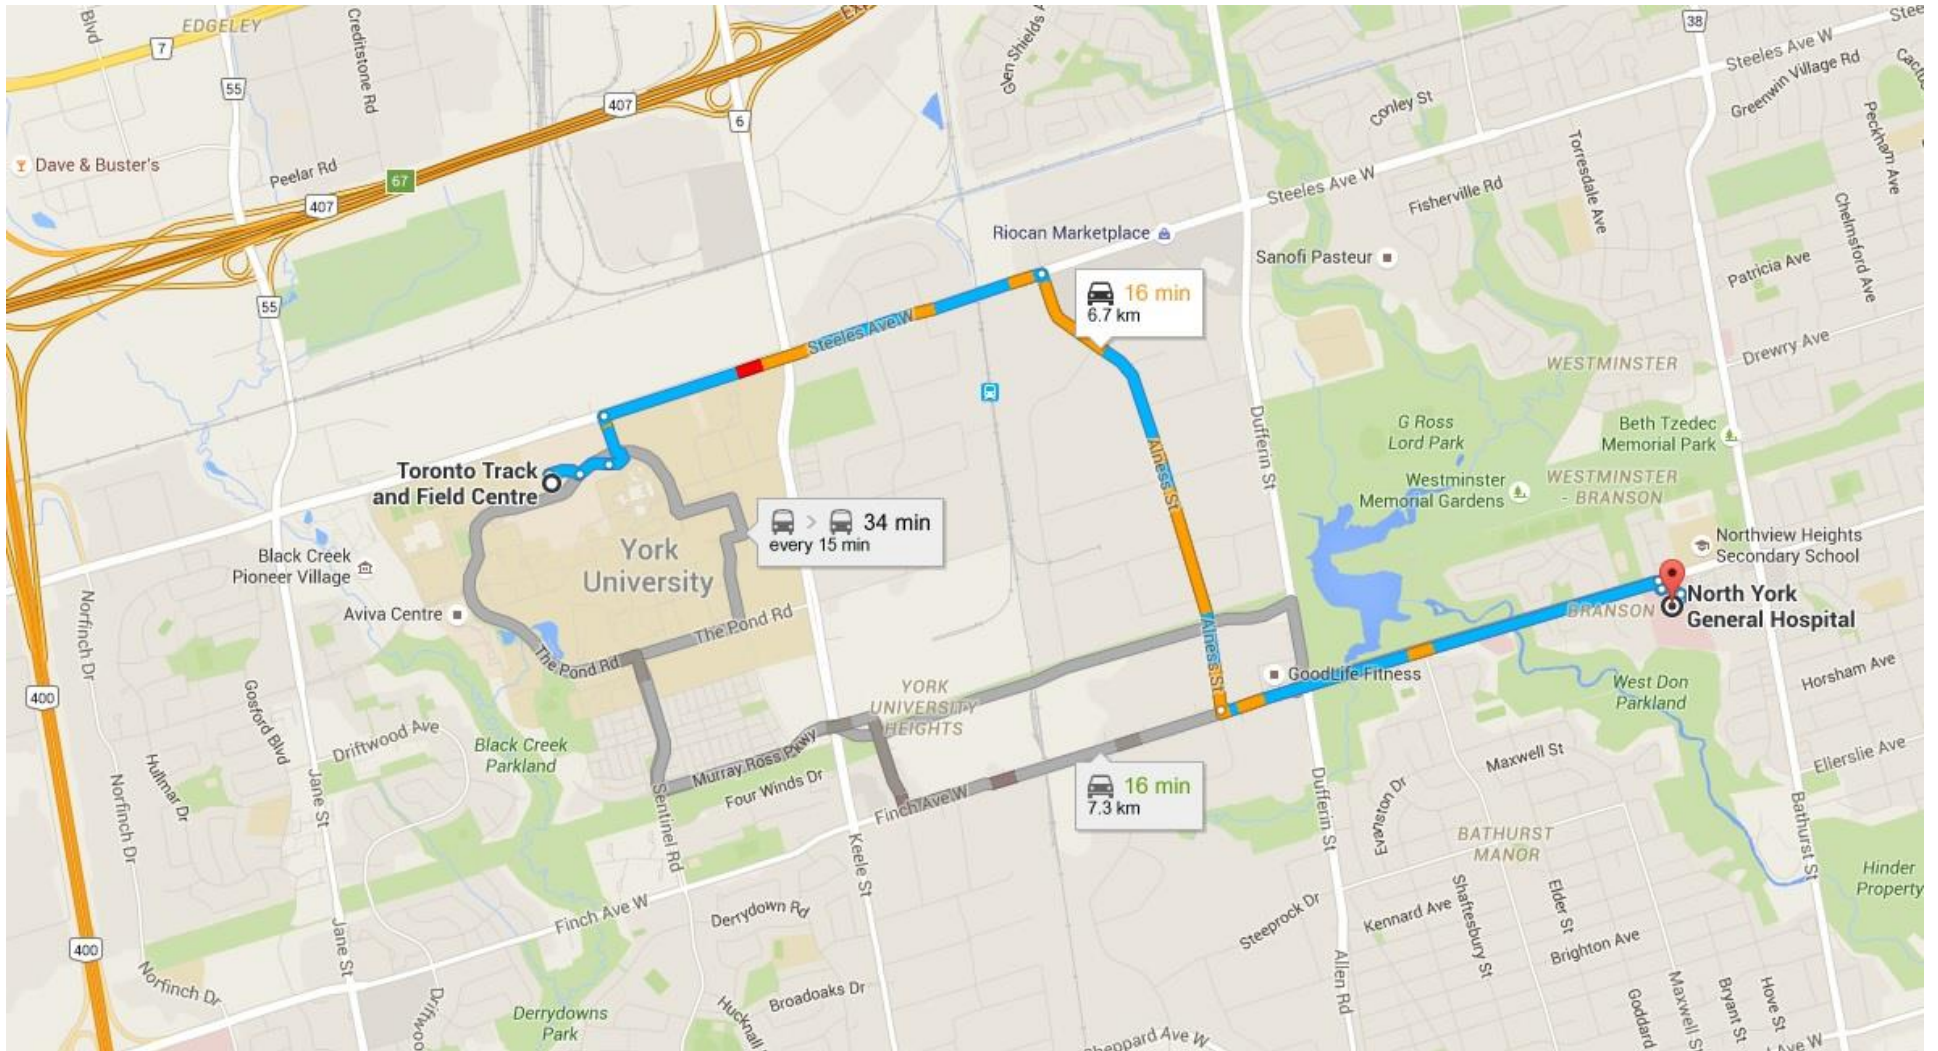 EDGELEY
Blvd
7
Creditstone Rd
55
407
Glen Shields
38
Steeles Ave W
Greenwin Village Rd
Conley St
6
Dave & Buster's
Peelar Rd
67
407
Torresdale Ave
Peckham Ave
Steeles Ave W
Fisherville Rd
Chelmsford Ave
Riocan Marketplace
Sanofi Pasteur
Patricia Ave
55
16 min
6.7 km
Steeles Ave W
Drewry Ave
WESTMINSTER
Dufferin St
G Ross
Lord Park
Beth Tzedec
Memorial Park
Alness St
Toronto Track
and Field Centre
Westminster
Memorial Gardens
WESTMINSTER
- BRANSON
34 min
every 15 min
Northview Heights
Secondary School
York
University
Black Creek
Pioneer Village
Aviva Centre
North York
General Hospital
BRANSON
The Pond Rd
The Pond Rd
Alness St
GoodLife Fitness
Horsham Ave
West Don
Parkland
Norfinch Dr
400
Gosford Blvd
YORK
UNIVERSITY
HEIGHTS
Driftwood Ave
Black Creek
Parkland
Murray Ross Pkwy
Four Winds Dr
Maxwell St
Ellerslie Ave
Hullmar Dr
Norfinch Dr
Jane St
Sentinel Rd
Finch Ave W
16 min
7.3 km
Dufferin St
Evanston Dr
BATHURST
MANOR
Bathurst St
Keele St
Hinder
Property
Finch Ave W
Derrydown Rd
Steeprock Dr
Kennard Ave
Shaftesbury St
Elder St
Brighton Ave
Jane St
400
Norfinch Dr
Allen Rd
Broadoaks Dr
Derrydowns
Park
Hucknall
Goddard
Maxwell St
Bryant St
Hove St
Sheppard Ave W
Ave W